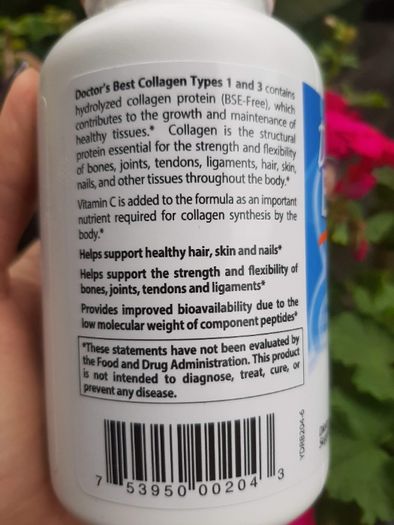 Doctor's Best Collagen Types 1 and 3 contains
hydrolyzed collagen protein (BSE-Free), which
contributes to the growth and maintenance of
healthy tissues.* Collagen is the structural
protein essential for the strength and flexibility
of bones, joints, tendons, ligaments, hair, skin,
nails, and other tissues throughout the body.*
Vitamin C is added to the formula as an important
nutrient required for collagen synthesis by the
body.*
Helps support healthy hair, skin and nails*
Helps support the strength and flexibility of
bones, joints, tendons and ligaments*
Provides improved bioavailability due to the
low molecular weight of component peptides*
*These statements have not been evaluated by
the Food and Drug Administration. This product
is not intended to diagnose, treat, cure, or
prevent any disease.
7 53950 00204 3
YDRB204-6